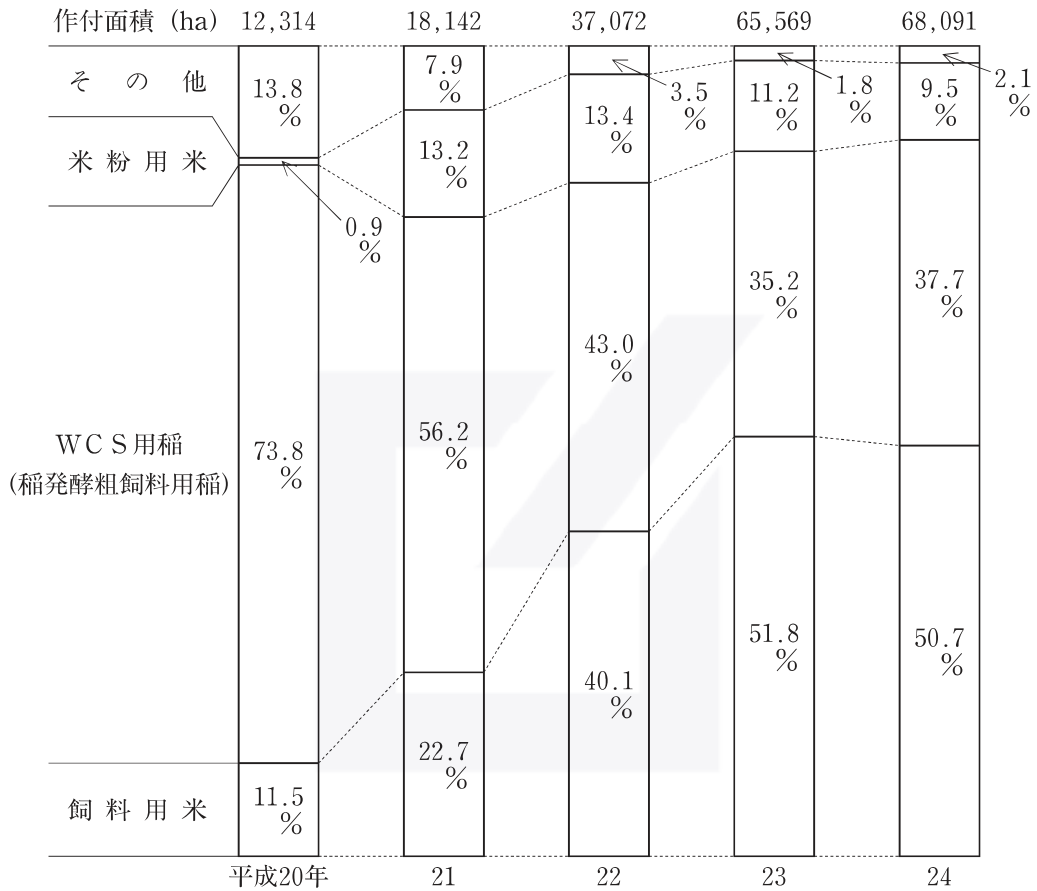 作付面積（ha） 12,314 18,142 37,072 65,569 68,091
その他 13.8% 7.9% 3.5% 1.8% 2.1%
米粉用米 0.9% 13.2% 13.4% 11.2% 9.5%
WCS用稲
（稲発酵粗飼料用稲） 73.8% 56.2% 43.0% 35.2% 37.7%
飼料用米 11.5% 22.7% 40.1% 51.8% 50.7%
平成20年 21 22 23 24